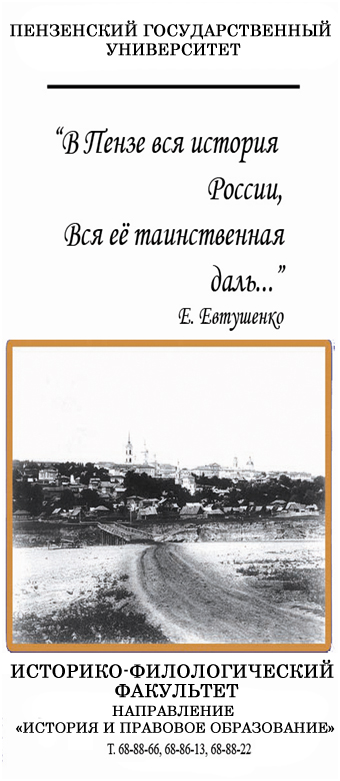 ПЕНЗЕНСКИЙ ГОСУДАРСТВЕННЫЙ
УНИВЕРСИТЕТ
“В Пензе вся история
России,
Вся её таинственная
даль...”
Е. Евтушенко
ИСТОРИКО-ФИЛОЛОГИЧЕСКИЙ
ФАКУЛЬТЕТ
НАПРАВЛЕНИЕ
«ИСТОРИЯ И ПРАВОВОЕ ОБРАЗОВАНИЕ»
Т. 68-88-66, 68-86-13, 68-88-22